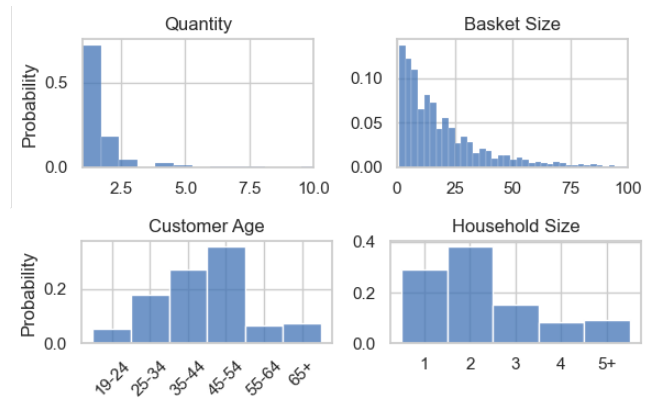 Quantity
Basket Size
Probability
0.5
0.0
2.5 5.0 7.5 10.0
0.10
0.05
0.00
0 25 50 75 100
Customer Age
Household Size
Probability
0.2
0.0
19-24 25-34 35-44 45-54 55-64 65+
0.4
0.2
0.0
1 2 3 4 5+